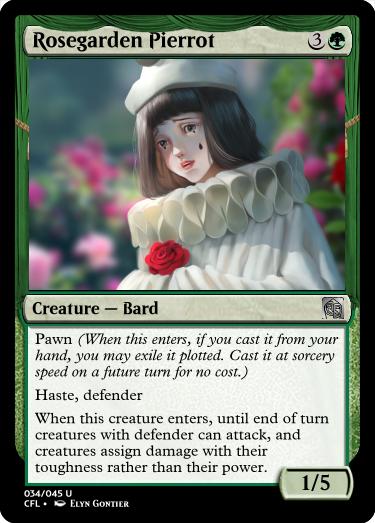 Rosegarden Pierrot 3
Creature — Bard
Pawn (When this enters, if you cast it from your
hand, you may exile it plotted. Cast it at sorcery
speed on a future turn for no cost.)
Haste, defender
When this creature enters, until end of turn
creatures with defender can attack, and
creatures assign damage with their
toughness rather than their power.
1/5
034/045 U
CFL • Elyn Gontier